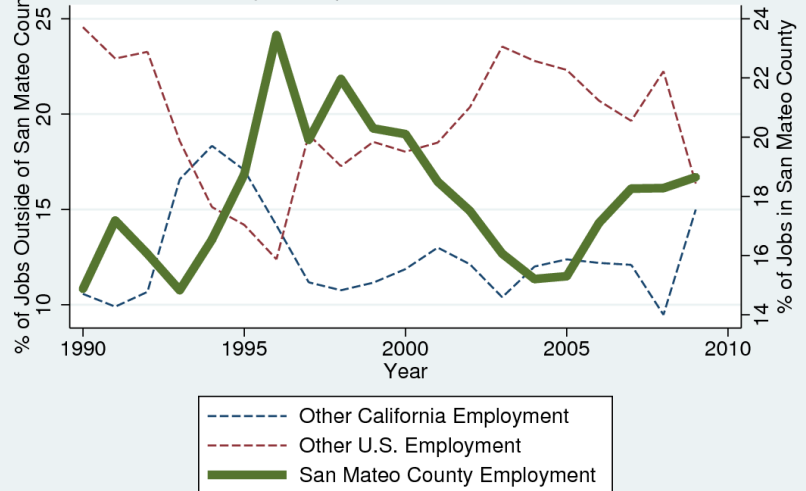 % of Jobs Outside of San Mateo Coun
25
20
15
10
24
22
20
18
16
14
% of Jobs in San Mateo County
1990
1995
2000
2005
2010
Year
Other California Employment
Other U.S. Employment
San Mateo County Employment